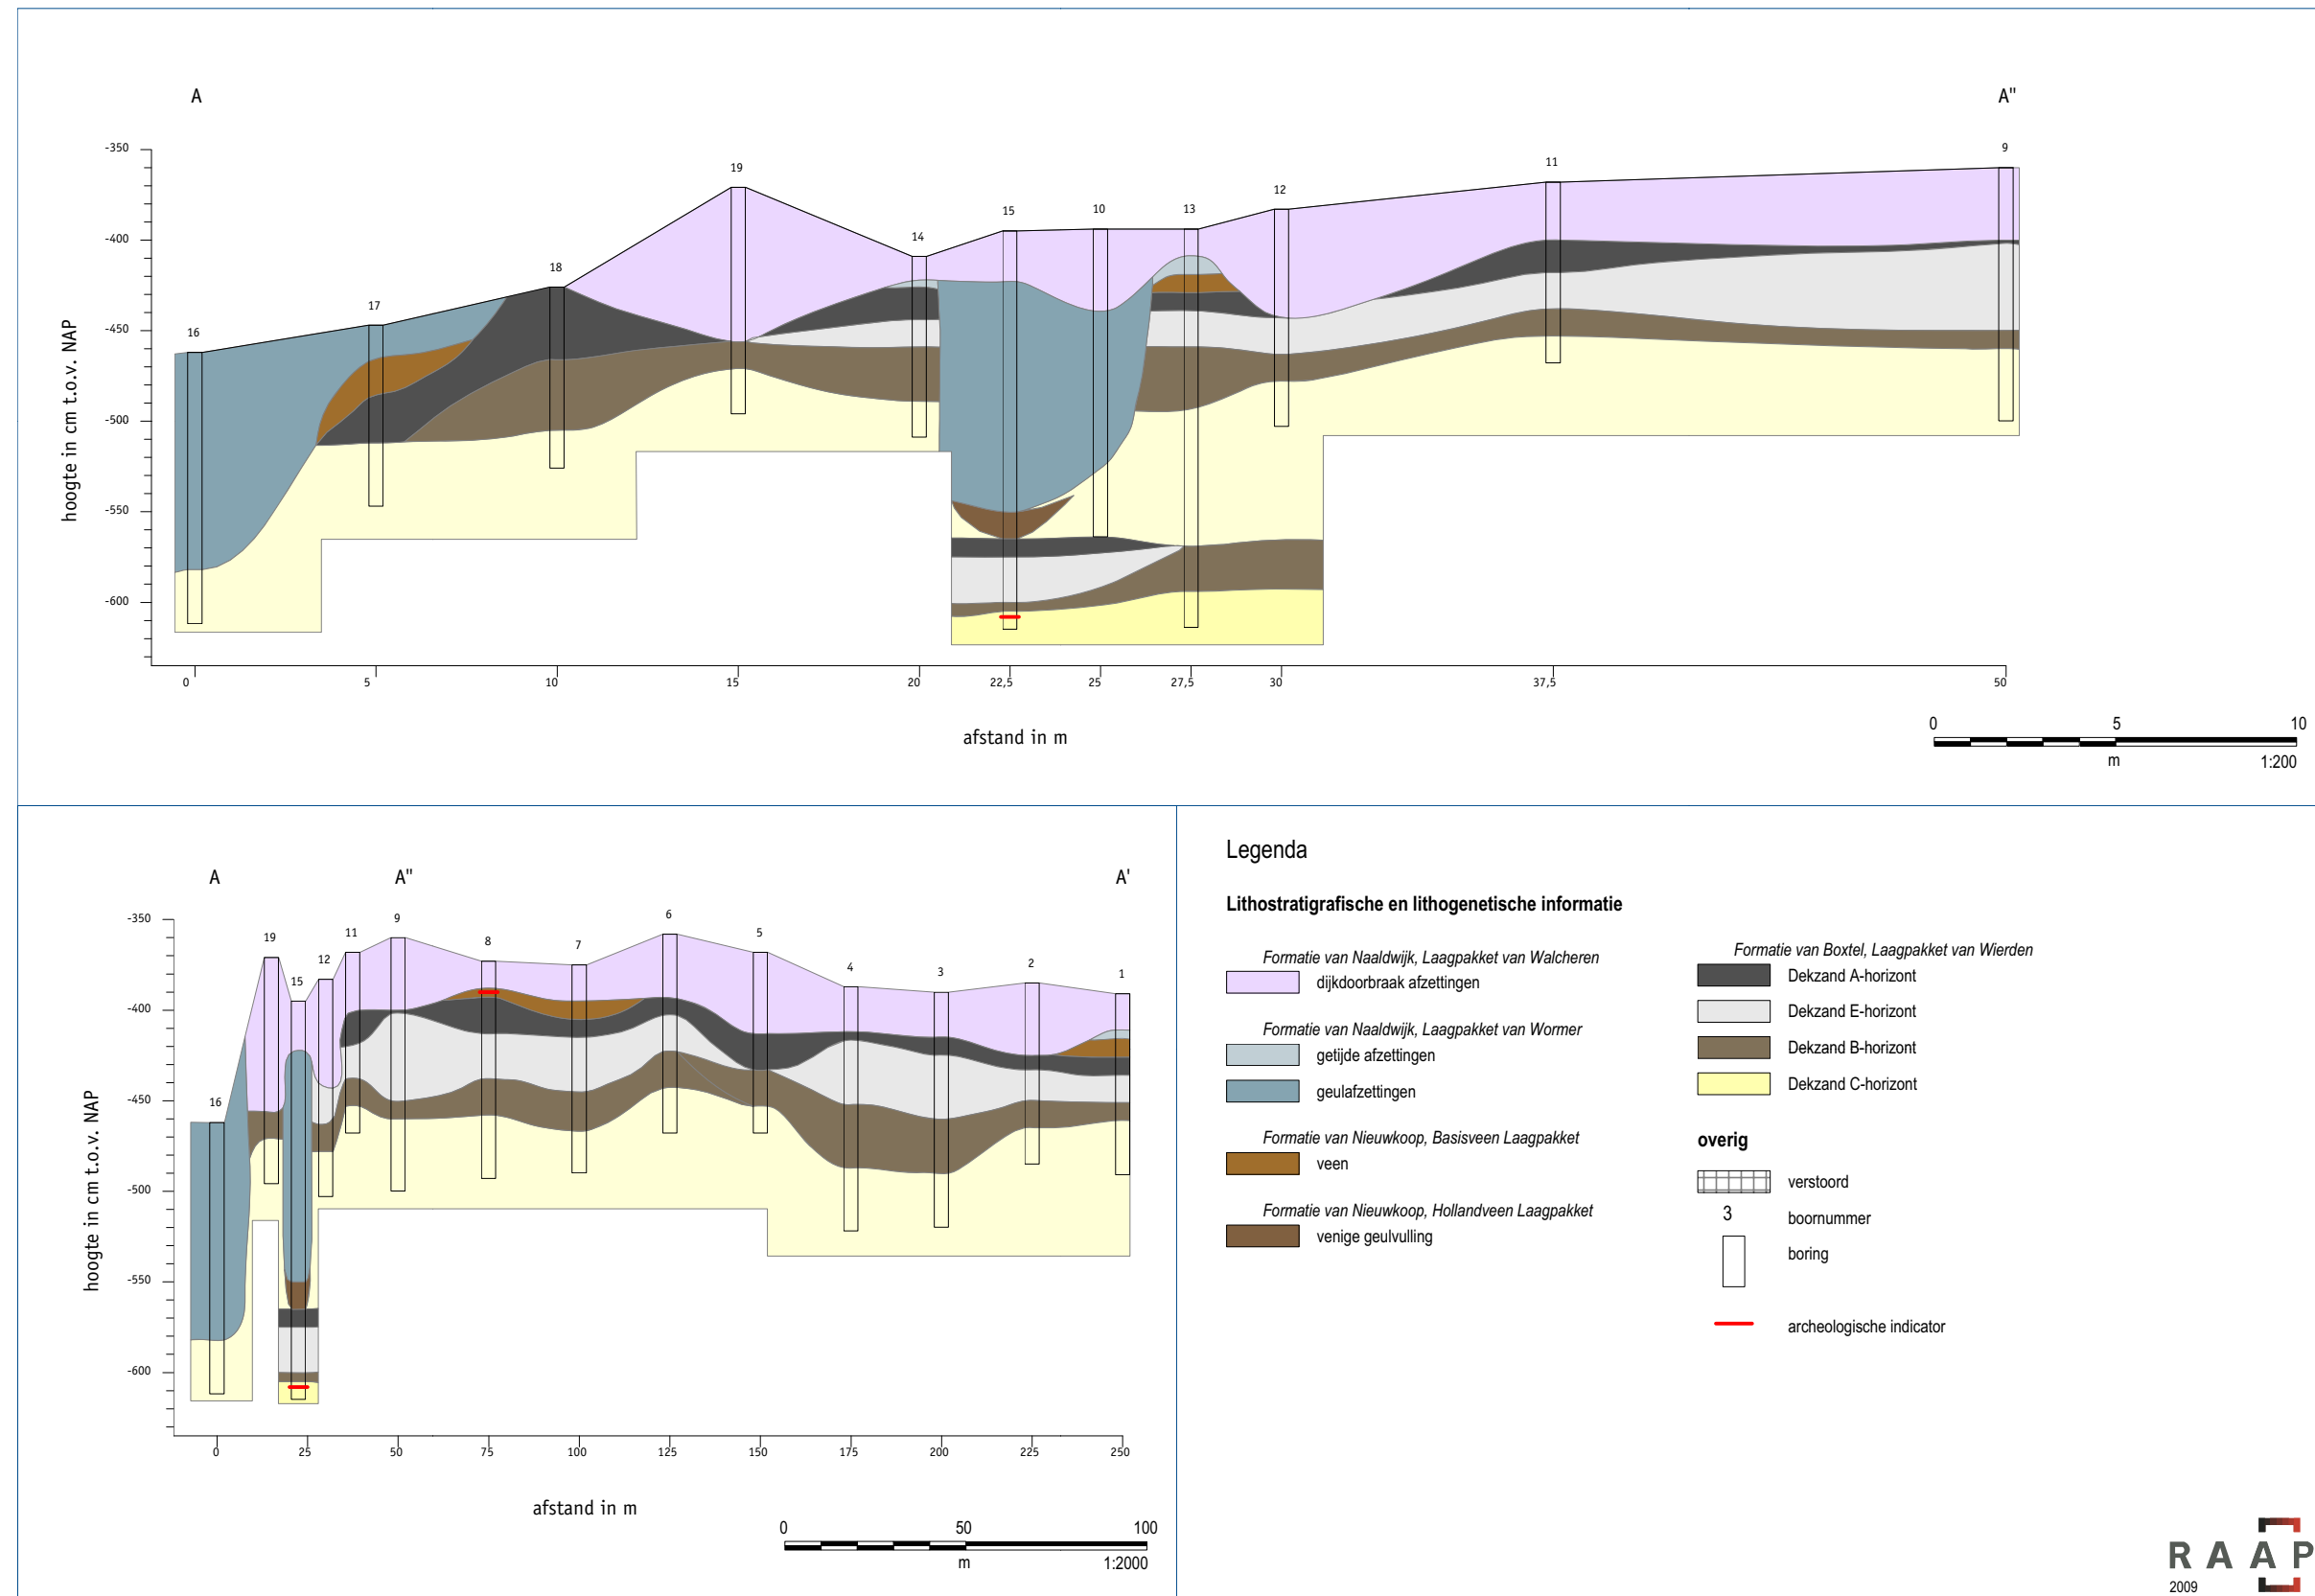 A A"
hoogte in cm t.o.v. NAP
-350
-400
-450
-500
-550
-600
16 17 18 19 14 15 10 13 12 11 9
0 5 10 15 20 22,5 25 27,5 30 37,5 50
afstand in m
0 5 10
m 1:200
A A" A'
hoogte in cm t.o.v. NAP
-350
-400
-450
-500
-550
-600
16 19 15 12 11 9 8 7 6 5 4 3 2 1
0 25 50 75 100 125 150 175 200 225 250
afstand in m
0 50 100
m 1:2000
Legenda
Lithostratigrafische en lithogenetische informatie
Formatie van Naaldwijk, Laagpakket van Walcheren
dijkdoorbraak afzettingen
Formatie van Naaldwijk, Laagpakket van Wormer
getijde afzettingen
geulafzettingen
Formatie van Nieuwkoop, Basisveen Laagpakket
veen
Formatie van Nieuwkoop, Hollandveen Laagpakket
venige geulvulling
Formatie van Boxtel, Laagpakket van Wierden
Dekzand A-horizont
Dekzand E-horizont
Dekzand B-horizont
Dekzand C-horizont
overig
verstoord
3 boornummer
boring
archeologische indicator
RAAP
2009